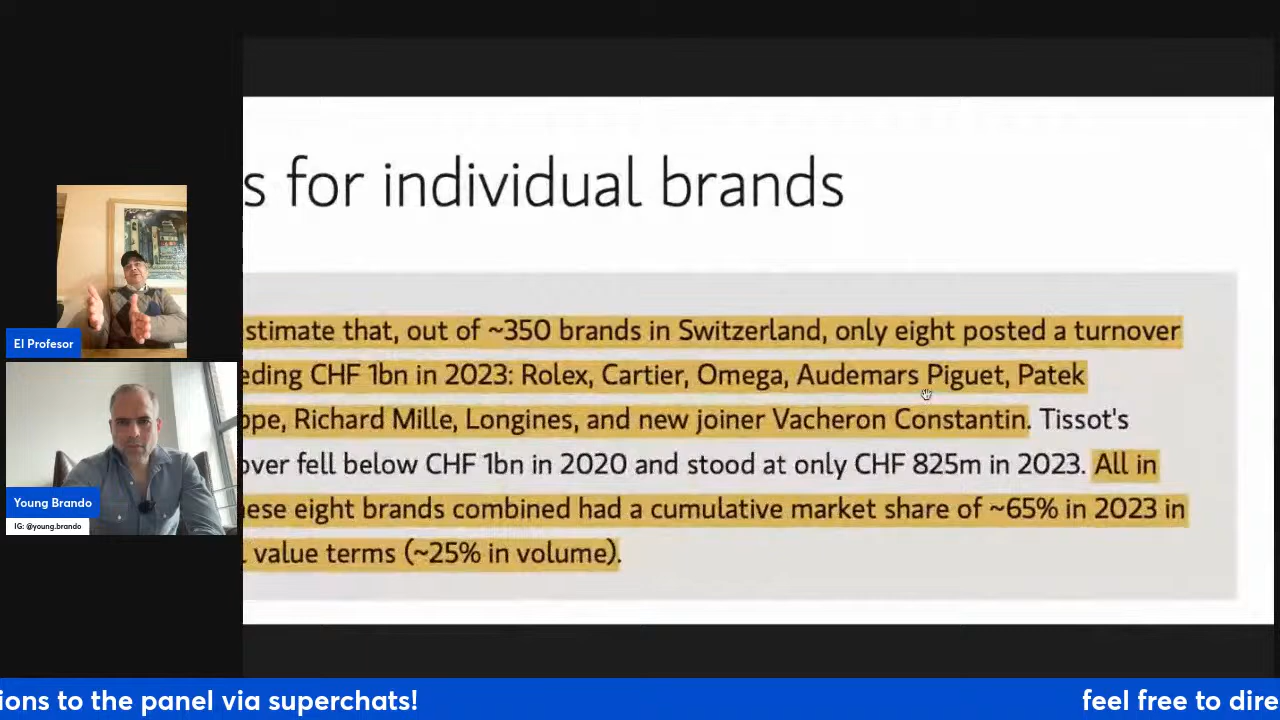 s for individual brands
stimate that, out of ~350 brands in Switzerland, only eight posted a turnover
eding CHF 1bn in 2023: Rolex, Cartier, Omega, Audemars Piguet, Patek
ppe, Richard Mille, Longines, and new joiner Vacheron Constantin. Tissot's
over fell below CHF 1bn in 2020 and stood at only CHF 825m in 2023. All in
hese eight brands combined had a cumulative market share of ~65% in 2023 in
value terms (~25% in volume).
El Profesor
Young Brando
IG: @young.brando
ions to the panel via superchats!
feel free to dire